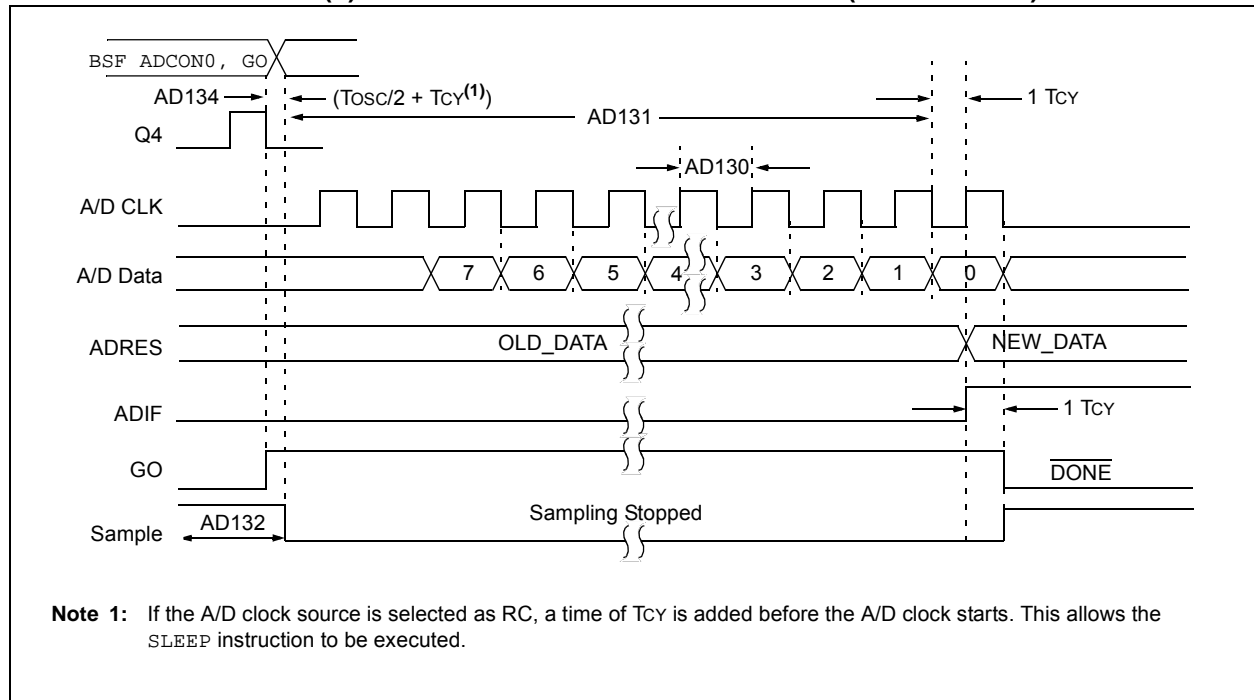 BSF ADCON0, GO
AD134
(TOSC/2 + TCY(1))
1 TCY
AD131
Q4
AD130
A/D CLK
A/D Data
7 6 5 4 3 2 1 0
ADRES
OLD_DATA
NEW_DATA
ADIF
1 TCY
GO
DONE
Sample
AD132
Sampling Stopped
Note 1: If the A/D clock source is selected as RC, a time of TCY is added before the A/D clock starts. This allows the
SLEEP instruction to be executed.